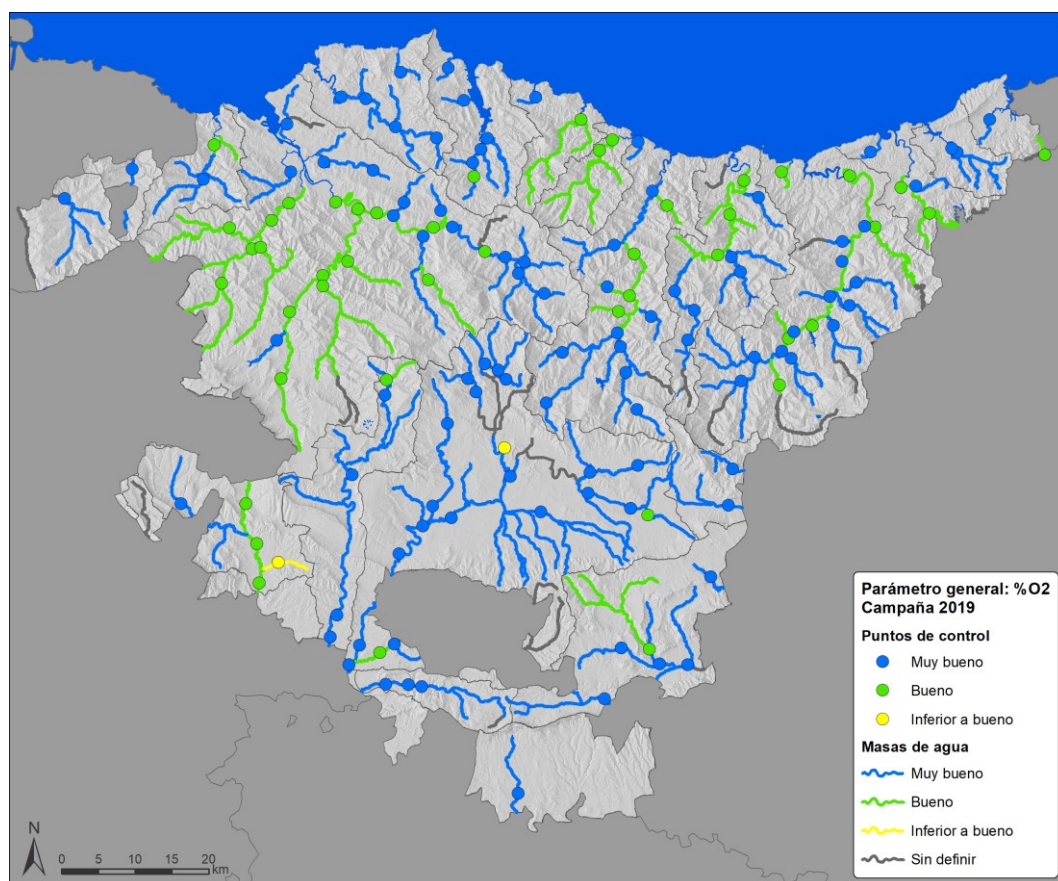 Parámetro general: %O2
Campaña 2019
Puntos de control
Muy bueno
Bueno
Inferior a bueno
Masas de agua
Muy bueno
Bueno
Inferior a bueno
Sin definir
N
0 5 10 15 20
km